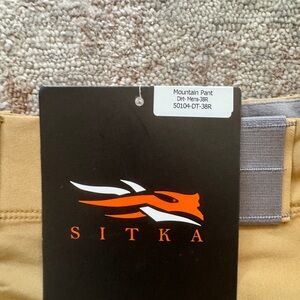 Mountain Pant
Dirt- Mens-38R
50104-DT-38R
SITKA